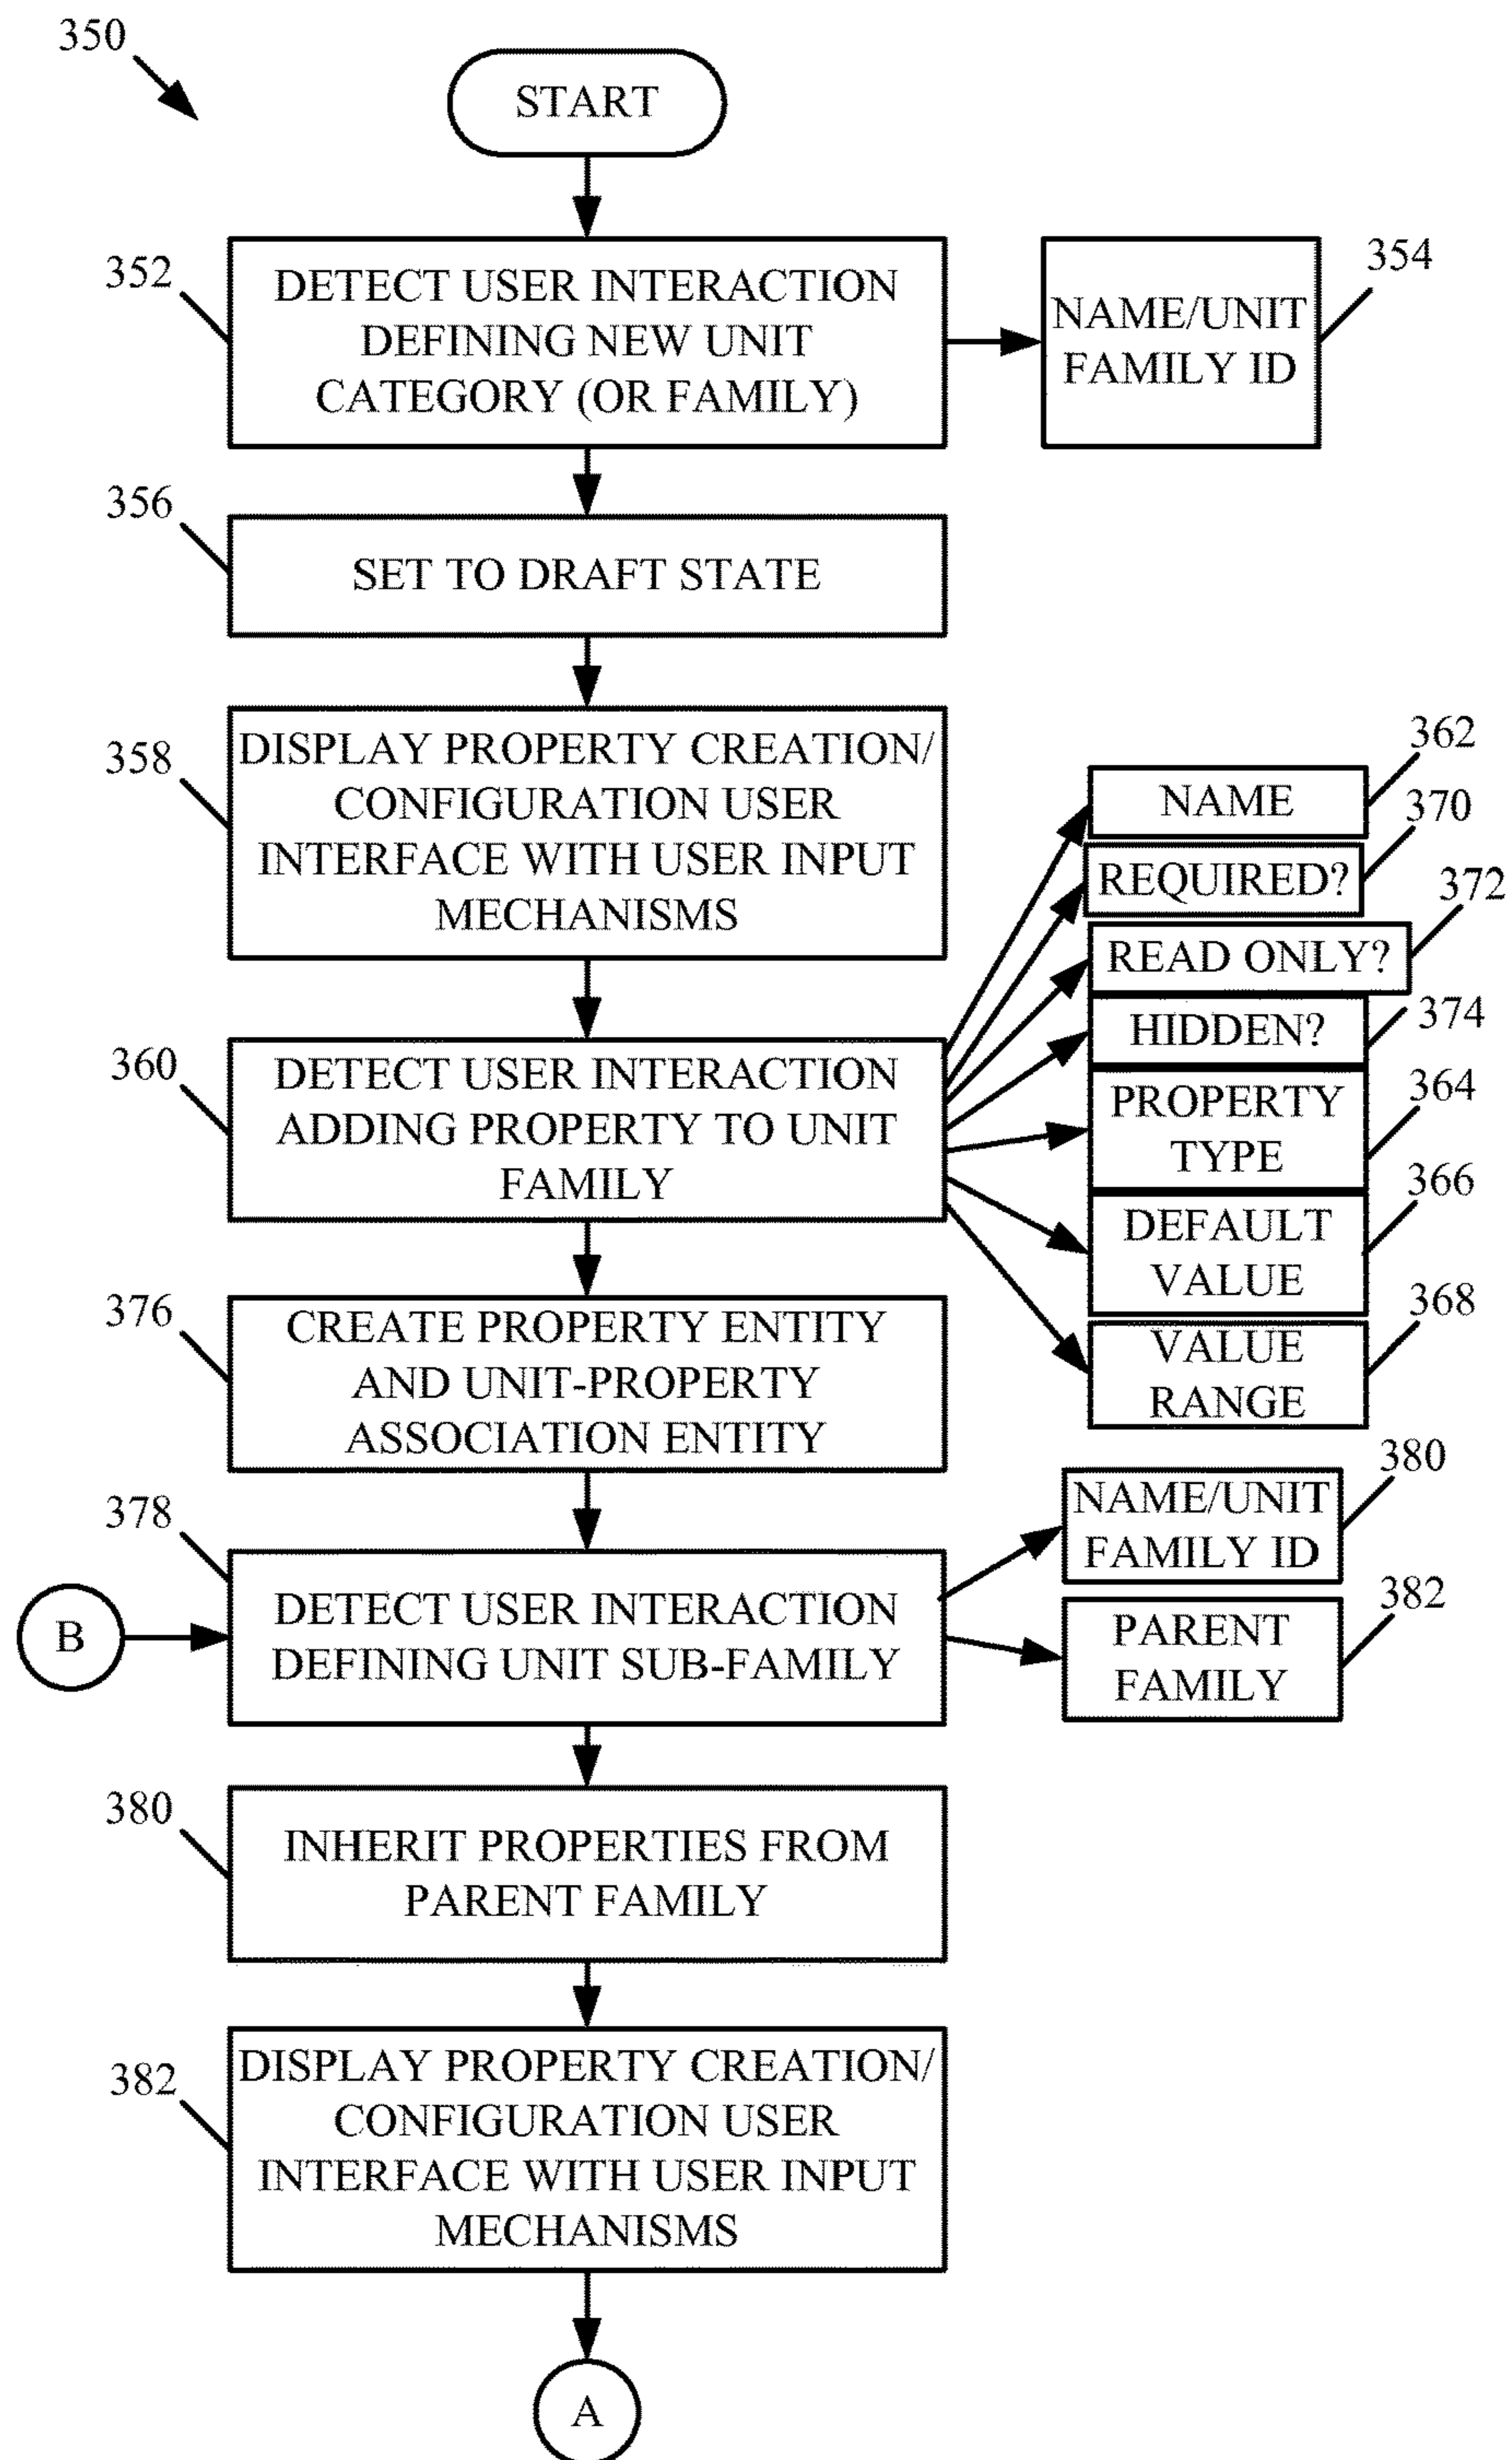 350
START
352
DETECT USER INTERACTION
DEFINING NEW UNIT
CATEGORY (OR FAMILY)
NAME/UNIT
FAMILY ID
354
356
SET TO DRAFT STATE
358
DISPLAY PROPERTY CREATION/
CONFIGURATION USER
INTERFACE WITH USER INPUT
MECHANISMS
360
DETECT USER INTERACTION
ADDING PROPERTY TO UNIT
FAMILY
NAME
362
REQUIRED?
370
READ ONLY?
372
HIDDEN?
374
PROPERTY
TYPE
364
DEFAULT
VALUE
366
VALUE
RANGE
368
376
CREATE PROPERTY ENTITY
AND UNIT-PROPERTY
ASSOCIATION ENTITY
378
B
DETECT USER INTERACTION
DEFINING UNIT SUB-FAMILY
NAME/UNIT
FAMILY ID
380
PARENT
FAMILY
382
380
INHERIT PROPERTIES FROM
PARENT FAMILY
382
DISPLAY PROPERTY CREATION/
CONFIGURATION USER
INTERFACE WITH USER INPUT
MECHANISMS
A